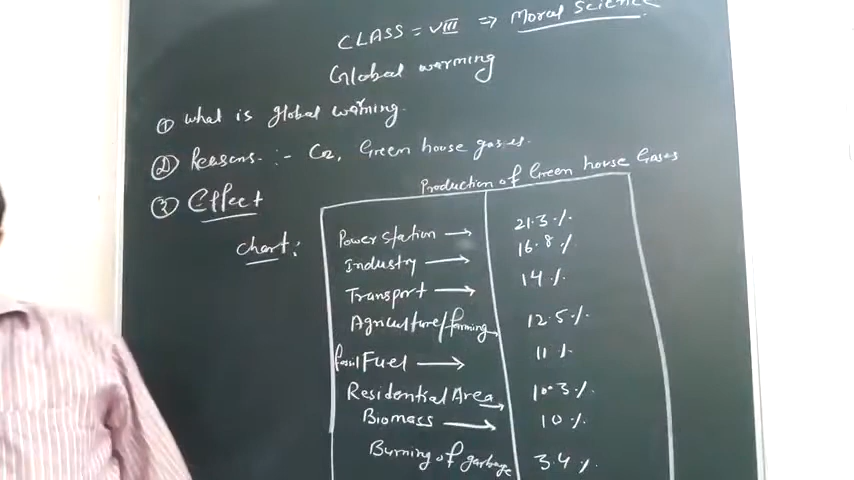 CLASS = VIII ⇒ Moral Science
Global warming
① what is global warming.
② Reasons :- Co2, Green house gases.
③ Effect
Production of Green house Gases
chart:
Power station → 21.3 %
Industry → 16.8 %
Transport → 14 %
Agriculture/farming → 12.5 %
fossil Fuel → 11 %
Residential Area → 10.3 %
Biomass → 10 %
Burning of garbage 3.4 %